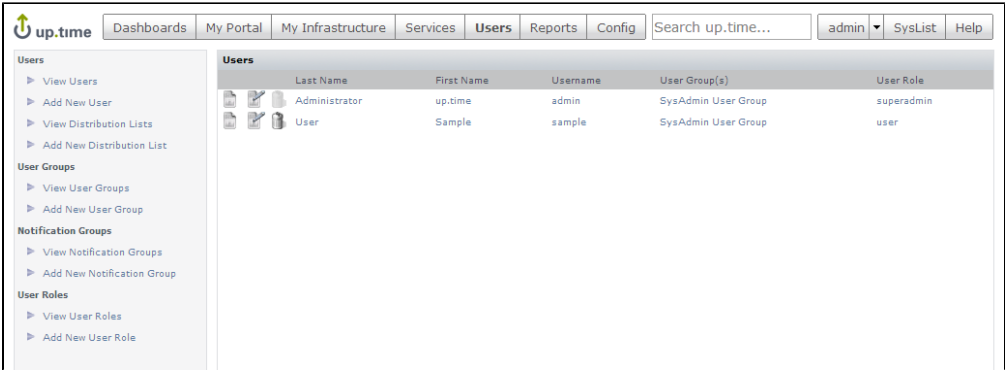 up.time Dashboards My Portal My Infrastructure Services Users Reports Config Search up.time... admin SysList Help
Users
View Users
Add New User
View Distribution Lists
Add New Distribution List
User Groups
View User Groups
Add New User Group
Notification Groups
View Notification Groups
Add New Notification Group
User Roles
View User Roles
Add New User Role
Users
Last Name First Name Username User Group(s) User Role
Administrator up.time admin SysAdmin User Group superadmin
User Sample sample SysAdmin User Group user